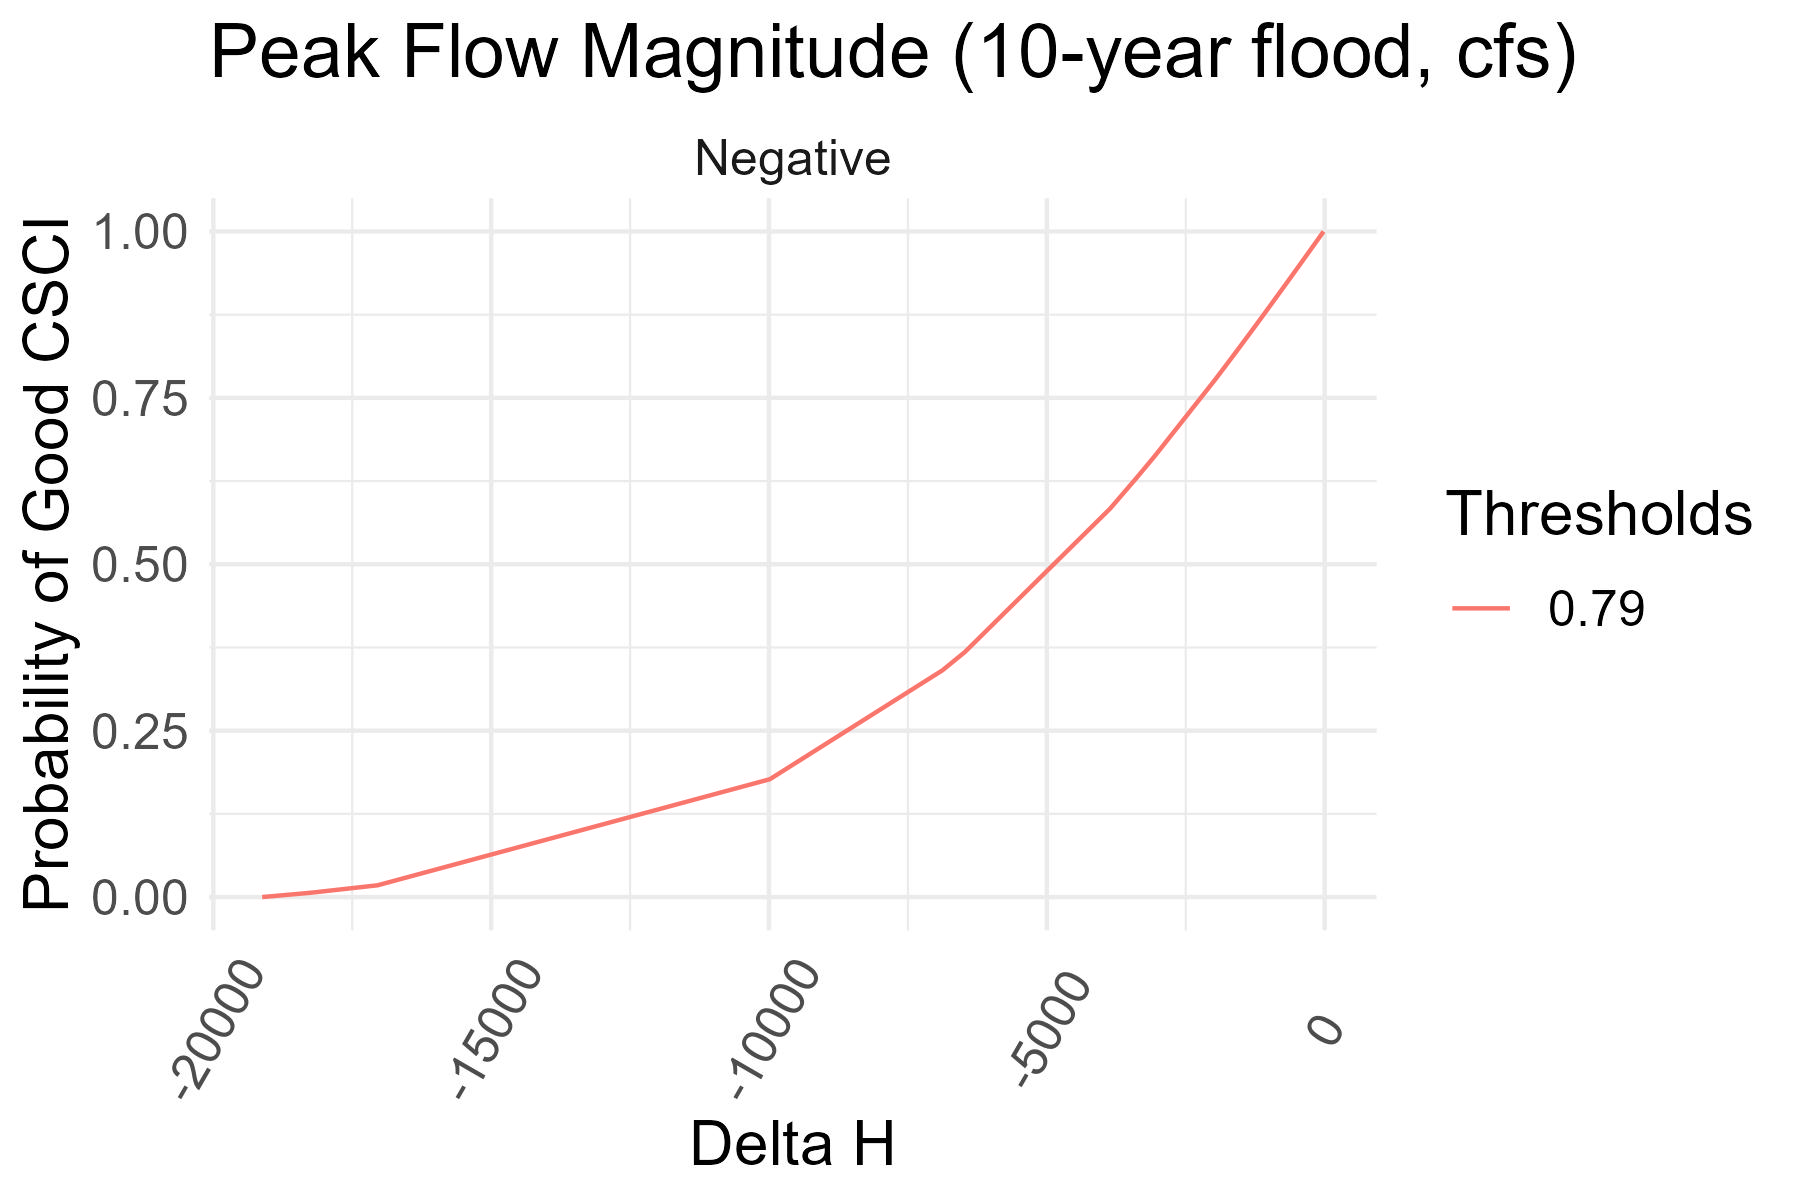 Peak Flow Magnitude (10-year flood, cfs)
Negative
Probability of Good CSCI
1.00
0.75
0.50
0.25
0.00
-20000
-15000
-10000
-5000
0
Delta H
Thresholds
0.79